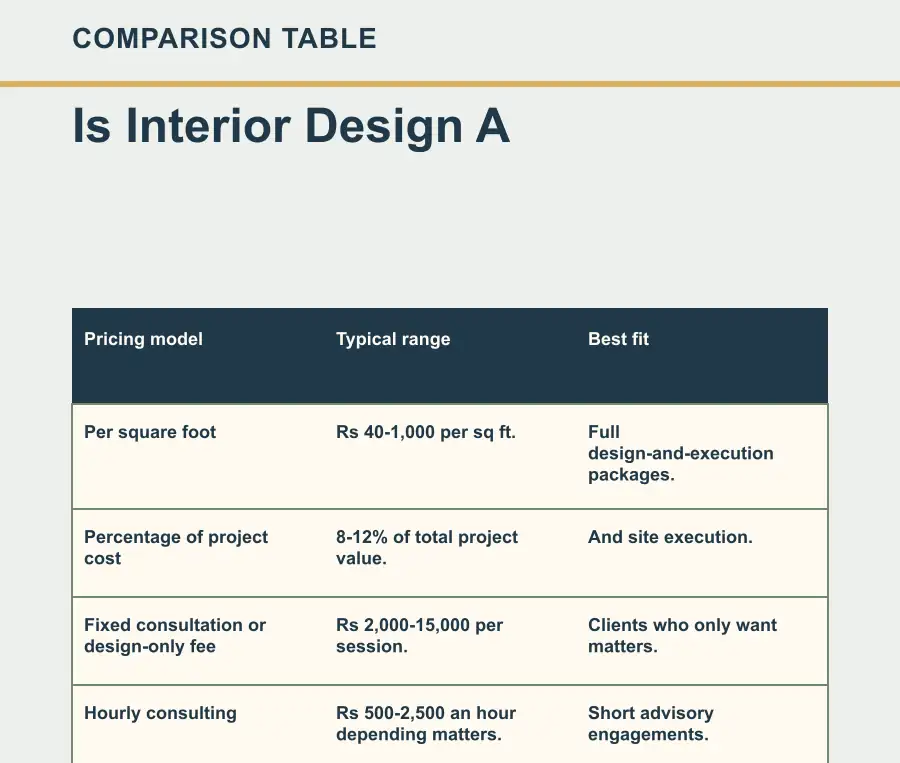 COMPARISON TABLE
Is Interior Design A
Pricing model
Typical range
Best fit
Per square foot
Rs 40-1,000 per sq ft.
Full
design-and-execution
packages.
Percentage of project
cost
8-12% of total project
value.
And site execution.
Fixed consultation or
design-only fee
Rs 2,000-15,000 per
session.
Clients who only want
matters.
Hourly consulting
Rs 500-2,500 an hour
depending matters.
Short advisory
engagements.